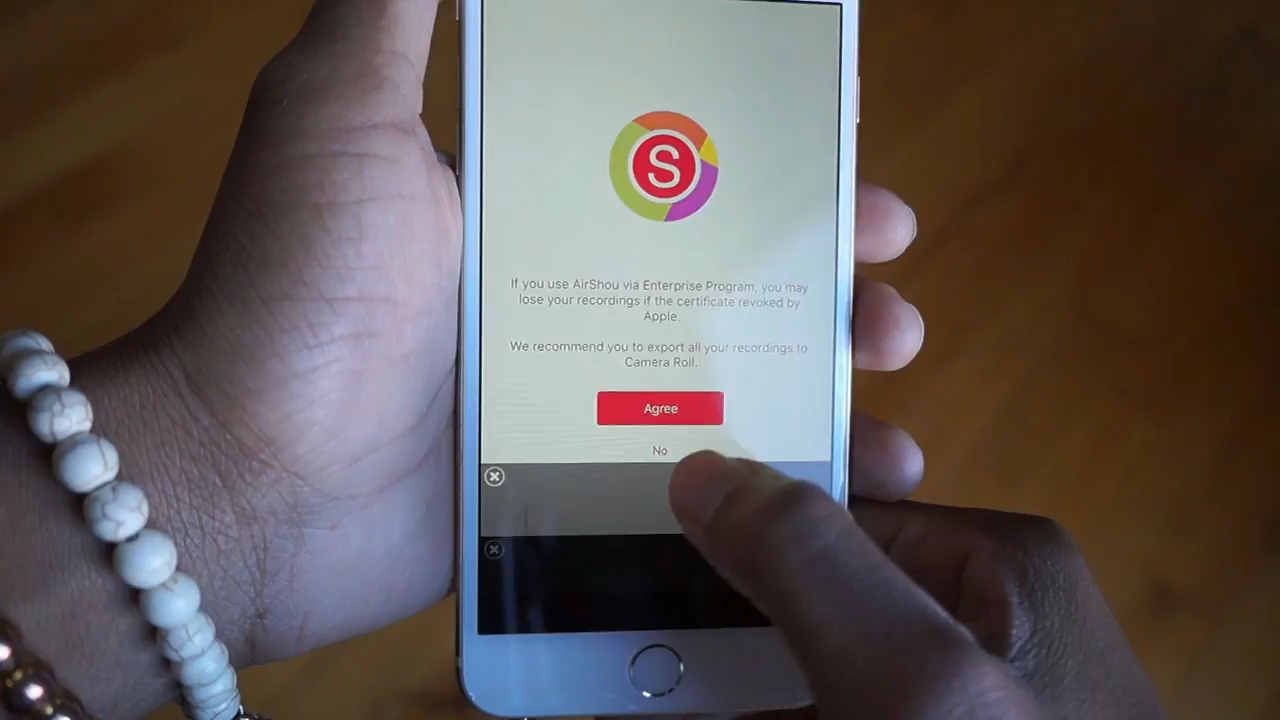 S
If you use AirShou via Enterprise Program, you may
lose your recordings if the certificate revoked by
Apple.
We recommend you to export all your recordings to
Camera Roll.
Agree
No